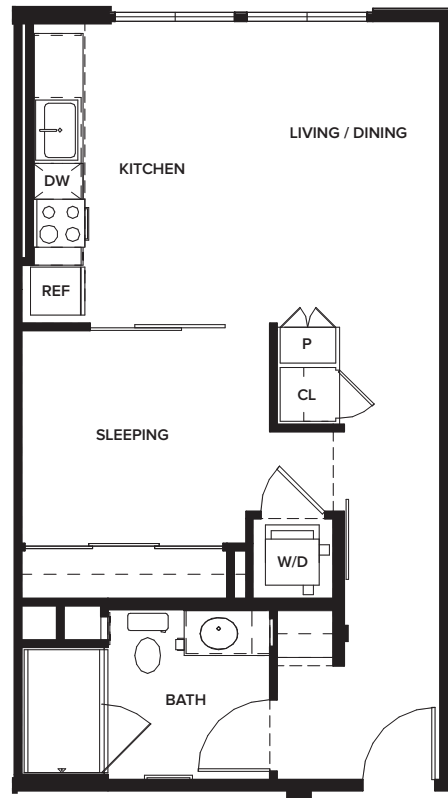 LIVING / DINING
KITCHEN
DW
REF
P
CL
SLEEPING
W/D
BATH